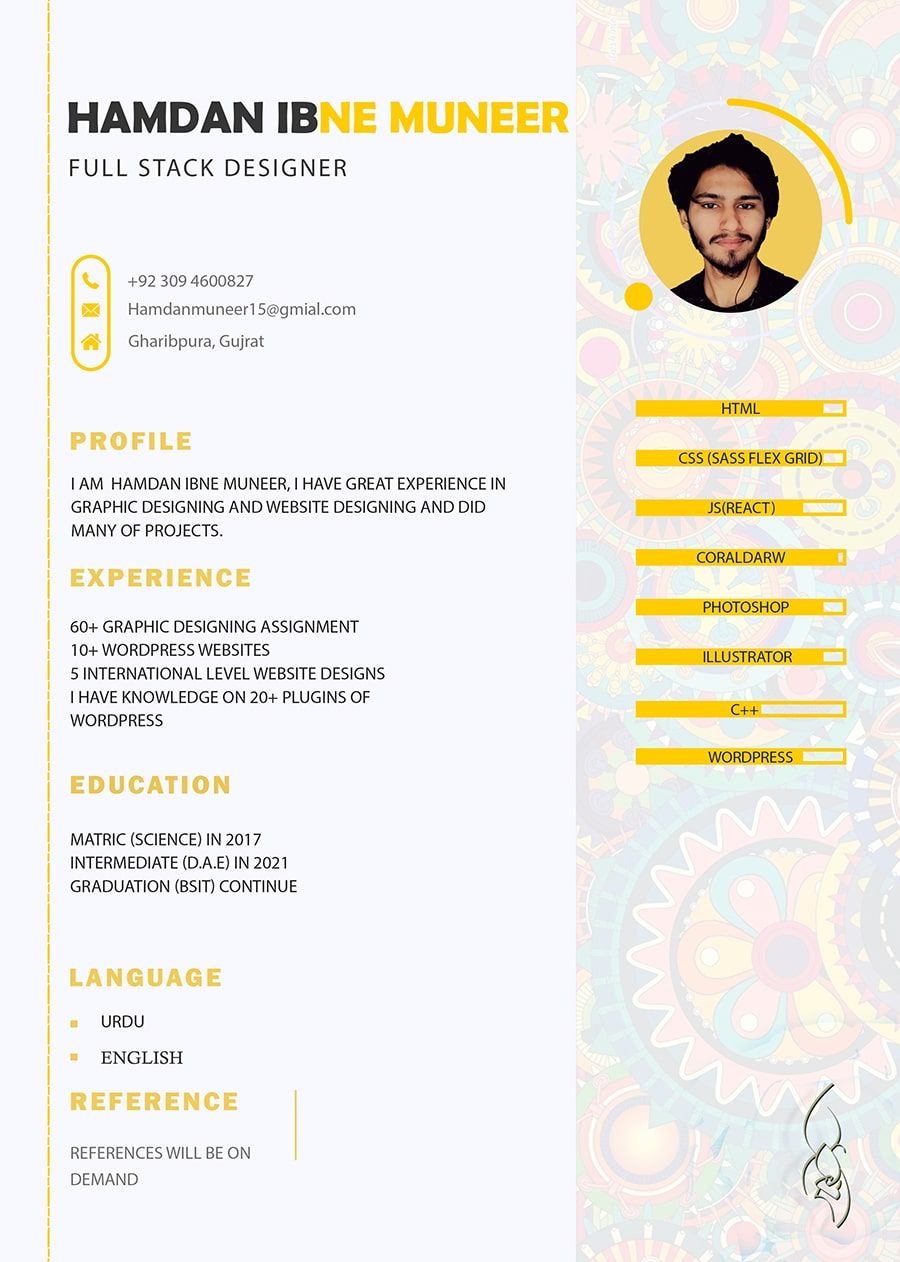 HAMDAN IBNE MUNEER
FULL STACK DESIGNER
+92 309 4600827
Hamdanmuneer15@gmial.com
Gharibpura, Gujrat
PROFILE
I AM HAMDAN IBNE MUNEER, I HAVE GREAT EXPERIENCE IN
GRAPHIC DESIGNING AND WEBSITE DESIGNING AND DID
MANY OF PROJECTS.
EXPERIENCE
60+ GRAPHIC DESIGNING ASSIGNMENT
10+ WORDPRESS WEBSITES
5 INTERNATIONAL LEVEL WEBSITE DESIGNS
I HAVE KNOWLEDGE ON 20+ PLUGINS OF
WORDPRESS
EDUCATION
MATRIC (SCIENCE) IN 2017
INTERMEDIATE (D.A.E) IN 2021
GRADUATION (BSIT) CONTINUE
LANGUAGE
URDU
ENGLISH
REFERENCE
REFERENCES WILL BE ON
DEMAND
HTML
CSS (SASS FLEX GRID)
JS(REACT)
CORALDARW
PHOTOSHOP
ILLUSTRATOR
C++
WORDPRESS